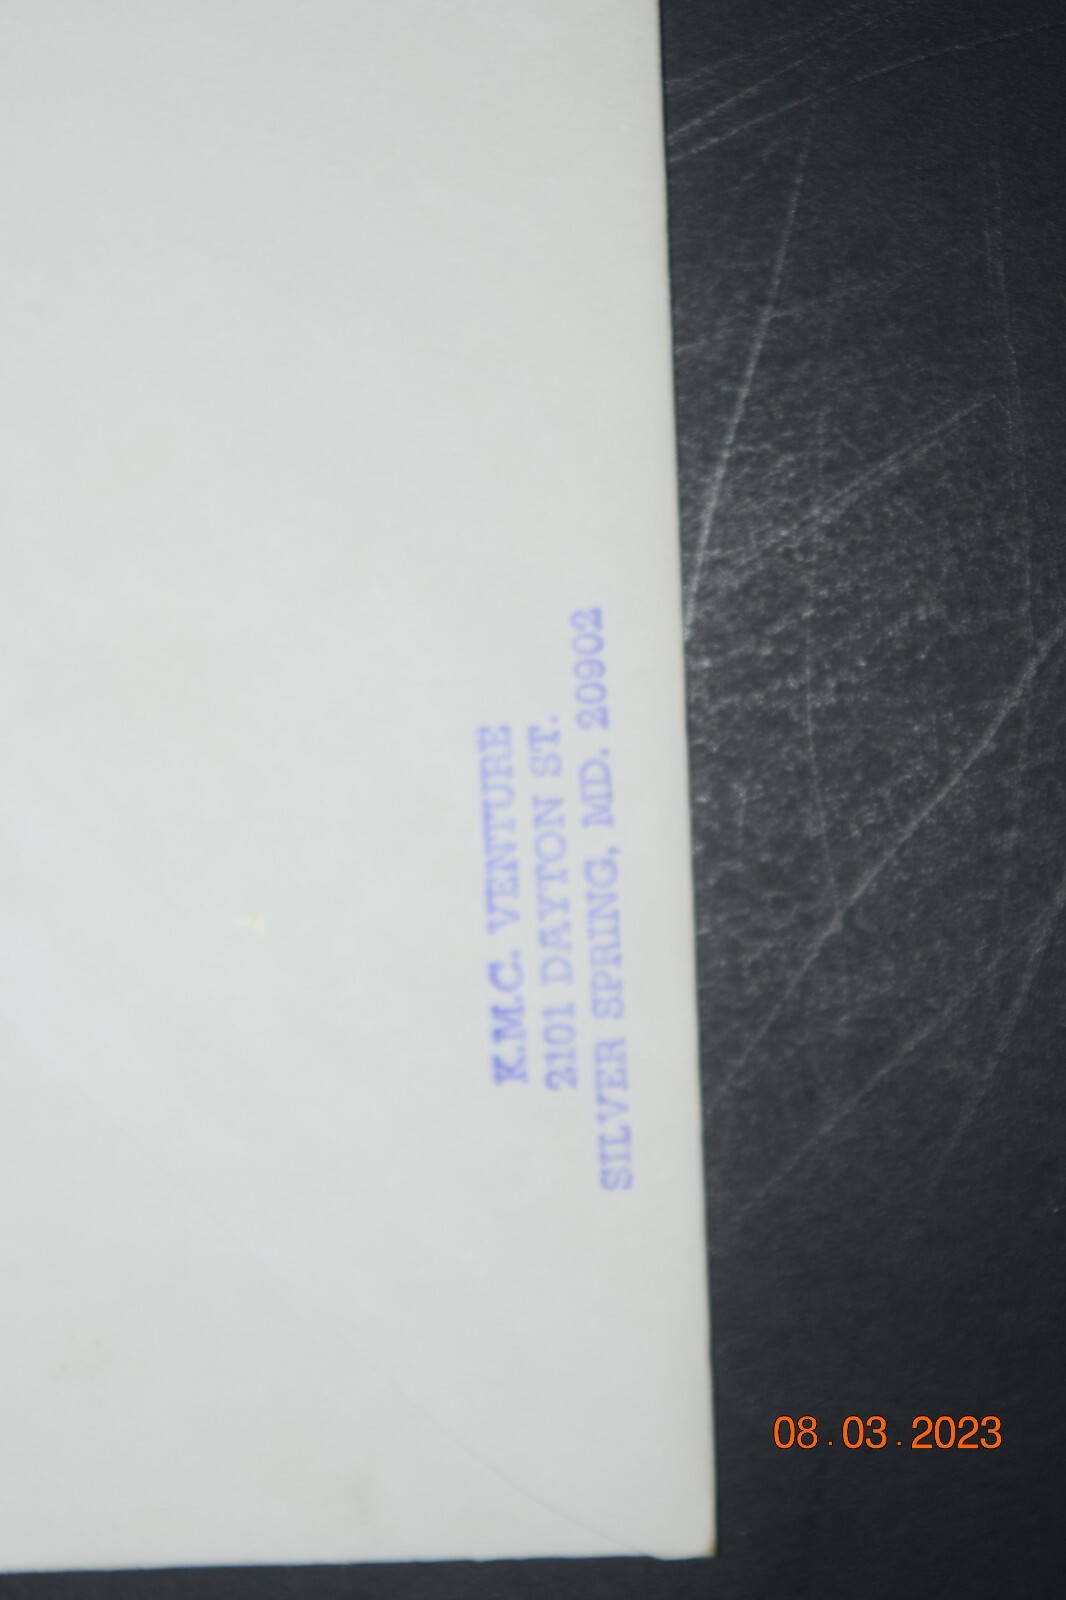 K.M.C. VENTURE
2101 DAYTON ST.
SILVER SPRING, MD. 20902
08.03.2023